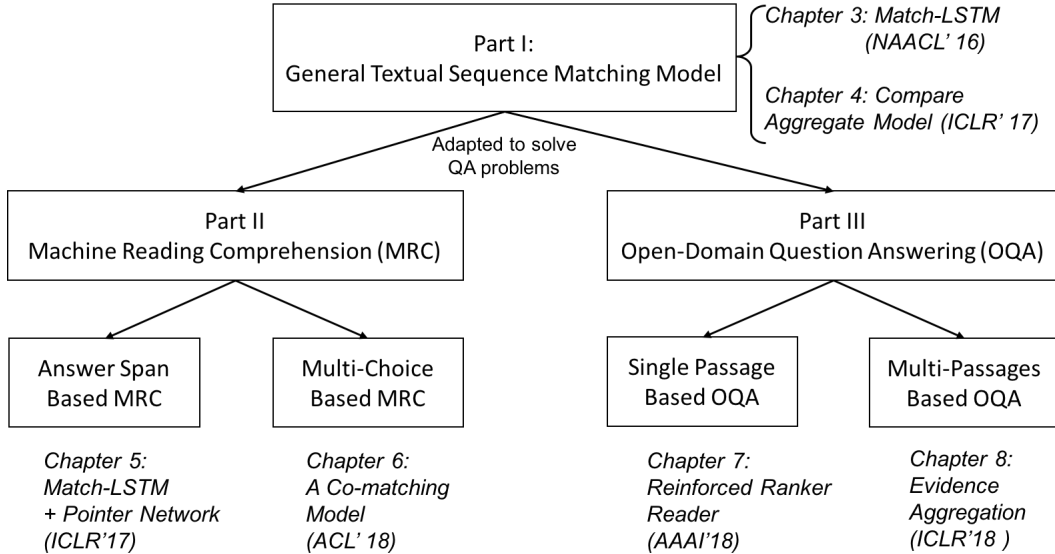 Part I:
General Textual Sequence Matching Model
Chapter 3: Match-LSTM
(NAACL' 16)
Chapter 4: Compare
Aggregate Model (ICLR' 17)
Adapted to solve
QA problems
Part II
Machine Reading Comprehension (MRC)
Part III
Open-Domain Question Answering (OQA)
Answer Span
Based MRC
Multi-Choice
Based MRC
Single Passage
Based OQA
Multi-Passages
Based OQA
Chapter 5:
Match-LSTM
+ Pointer Network
(ICLR'17)
Chapter 6:
A Co-matching
Model
(ACL' 18)
Chapter 7:
Reinforced Ranker
Reader
(AAAI'18)
Chapter 8:
Evidence
Aggregation
(ICLR'18 )